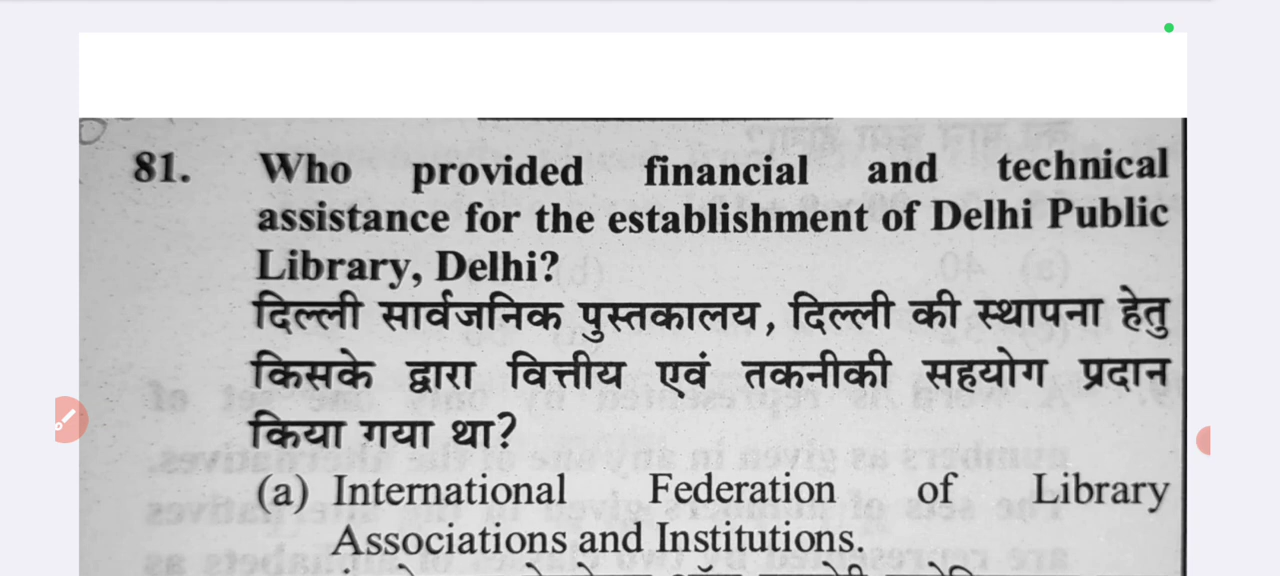 81. Who provided financial and technical
assistance for the establishment of Delhi Public
Library, Delhi?
दिल्ली सार्वजनिक पुस्तकालय, दिल्ली की स्थापना हेतु
किसके द्वारा वित्तीय एवं तकनीकी सहयोग प्रदान
किया गया था?
(a) International Federation of Library
Associations and Institutions.